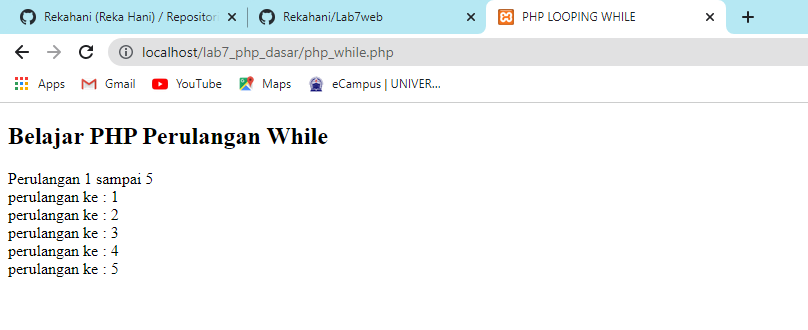 Rekahani (Reka Hani) / Repositor
Rekahani/Lab7web
PHP LOOPING WHILE
localhost/lab7_php_dasar/php_while.php
Apps
Gmail
YouTube
Maps
eCampus | UNIVER...
Belajar PHP Perulangan While
Perulangan 1 sampai 5
perulangan ke : 1
perulangan ke : 2
perulangan ke : 3
perulangan ke : 4
perulangan ke : 5